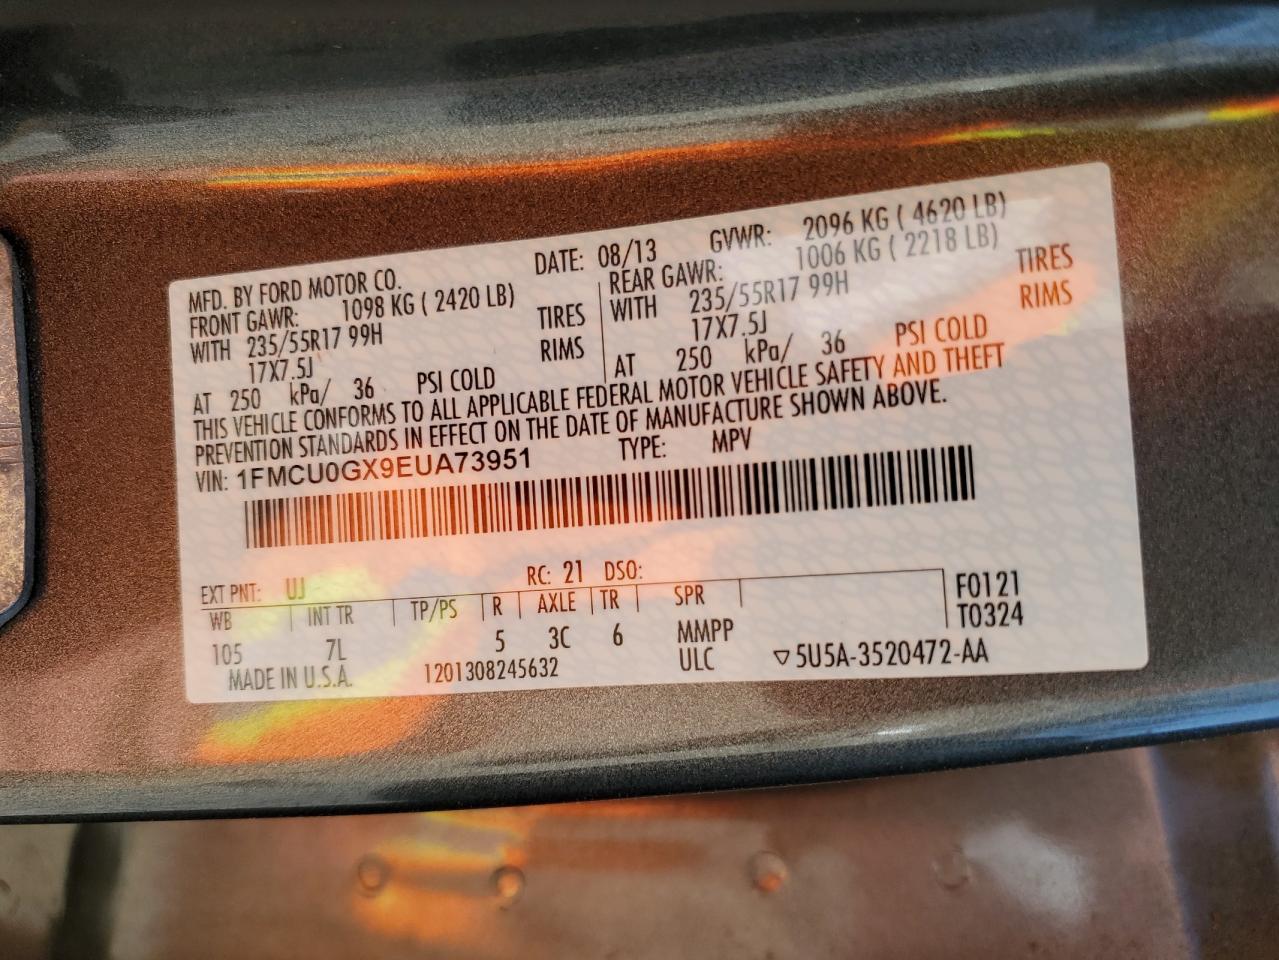 MFD. BY FORD MOTOR CO. DATE: 08/13 GVWR: 2096 KG ( 4620 LB)
FRONT GAWR: 1098 KG ( 2420 LB) REAR GAWR: 1006 KG ( 2218 LB)
WITH 235/55R17 99H TIRES WITH 235/55R17 99H TIRES
17X7.5J RIMS 17X7.5J RIMS
AT 250 kPa/ 36 PSI COLD AT 250 kPa/ 36 PSI COLD
THIS VEHICLE CONFORMS TO ALL APPLICABLE FEDERAL MOTOR VEHICLE SAFETY AND THEFT
PREVENTION STANDARDS IN EFFECT ON THE DATE OF MANUFACTURE SHOWN ABOVE.
VIN: 1FMCU0GX9EUA73951 TYPE: MPV
EXT PNT: UJ RC: 21 DSO:
WB INT TR TP/PS R AXLE TR SPR F0121
105 7L 5 3C 6 MMPP T0324
MADE IN U.S.A. 1201308245632 ULC ▽5U5A-3520472-AA